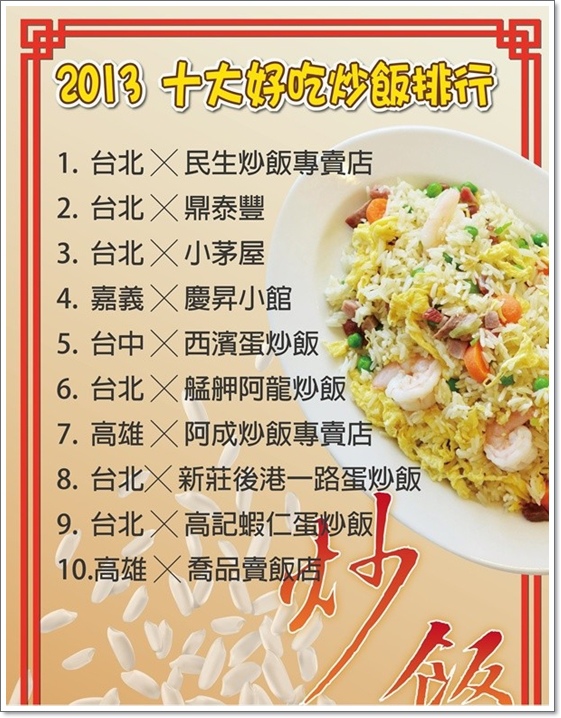 2013 十大好吃炒飯排行
1. 台北╳民生炒飯專賣店
2. 台北╳鼎泰豐
3. 台北╳小茅屋
4. 嘉義╳慶昇小館
5. 台中╳西濱蛋炒飯
6. 台北╳艋舺阿龍炒飯
7. 高雄╳阿成炒飯專賣店
8. 台北╳新莊後港一路蛋炒飯
9. 台北╳高記蝦仁蛋炒飯
10.高雄╳喬品賣飯店
炒飯